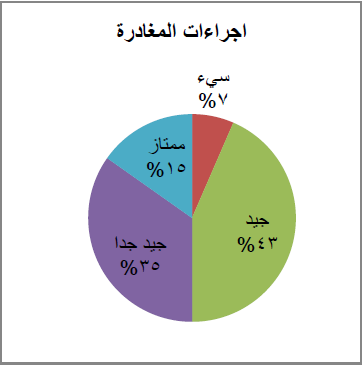 اجراءات المغادرة
سيء
%٧
جيد
%٤٣
جيد جدا
%٣٥
ممتاز
%١٥